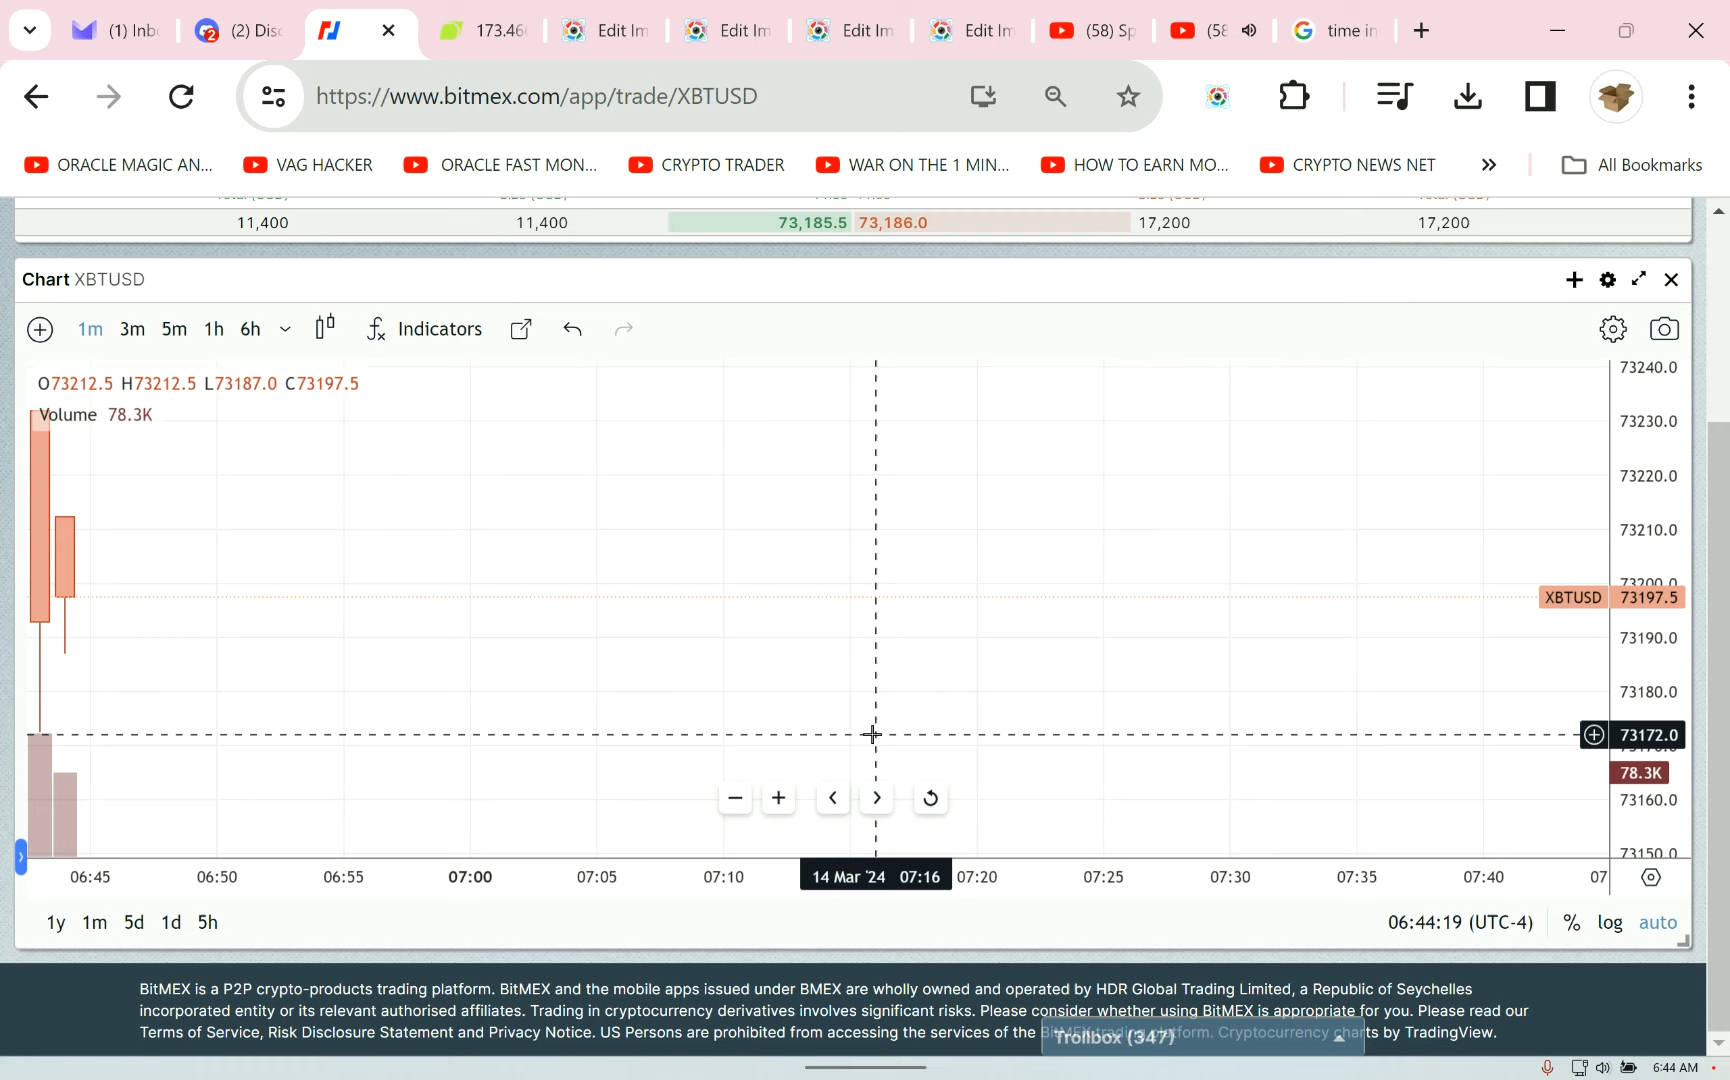 (1) Inb
(2) Disc
173.466
Edit Im
Edit Im
Edit Im
Edit Im
(58) Sp
(58
time in
https://www.bitmex.com/app/trade/XBTUSD
ORACLE MAGIC AN...
VAG HACKER
ORACLE FAST MON...
CRYPTO TRADER
WAR ON THE 1 MIN...
HOW TO EARN MO...
CRYPTO NEWS NET
All Bookmarks
11,400 11,400 73,185.5 73,186.0 17,200 17,200
Chart XBTUSD
1m 3m 5m 1h 6h Indicators
O73212.5 H73212.5 L73187.0 C73197.5
Volume 78.3K
73240.0
73230.0
73220.0
73210.0
73200.0
XBTUSD 73197.5
73190.0
73180.0
73172.0
78.3K
73160.0
73150.0
06:45 06:50 06:55 07:00 07:05 07:10 14 Mar '24 07:16 07:20 07:25 07:30 07:35 07:40 07
1y 1m 5d 1d 5h 06:44:19 (UTC-4) % log auto
BitMEX is a P2P crypto-products trading platform. BitMEX and the mobile apps issued under BMEX are wholly owned and operated by HDR Global Trading Limited, a Republic of Seychelles
incorporated entity or its relevant authorised affiliates. Trading in cryptocurrency derivatives involves significant risks. Please consider whether using BitMEX is appropriate for you. Please read our
Terms of Service, Risk Disclosure Statement and Privacy Notice. US Persons are prohibited from accessing the services of the BitMEX trading platform. Cryptocurrency charts by TradingView.
Trollbox (347)
6:44 AM